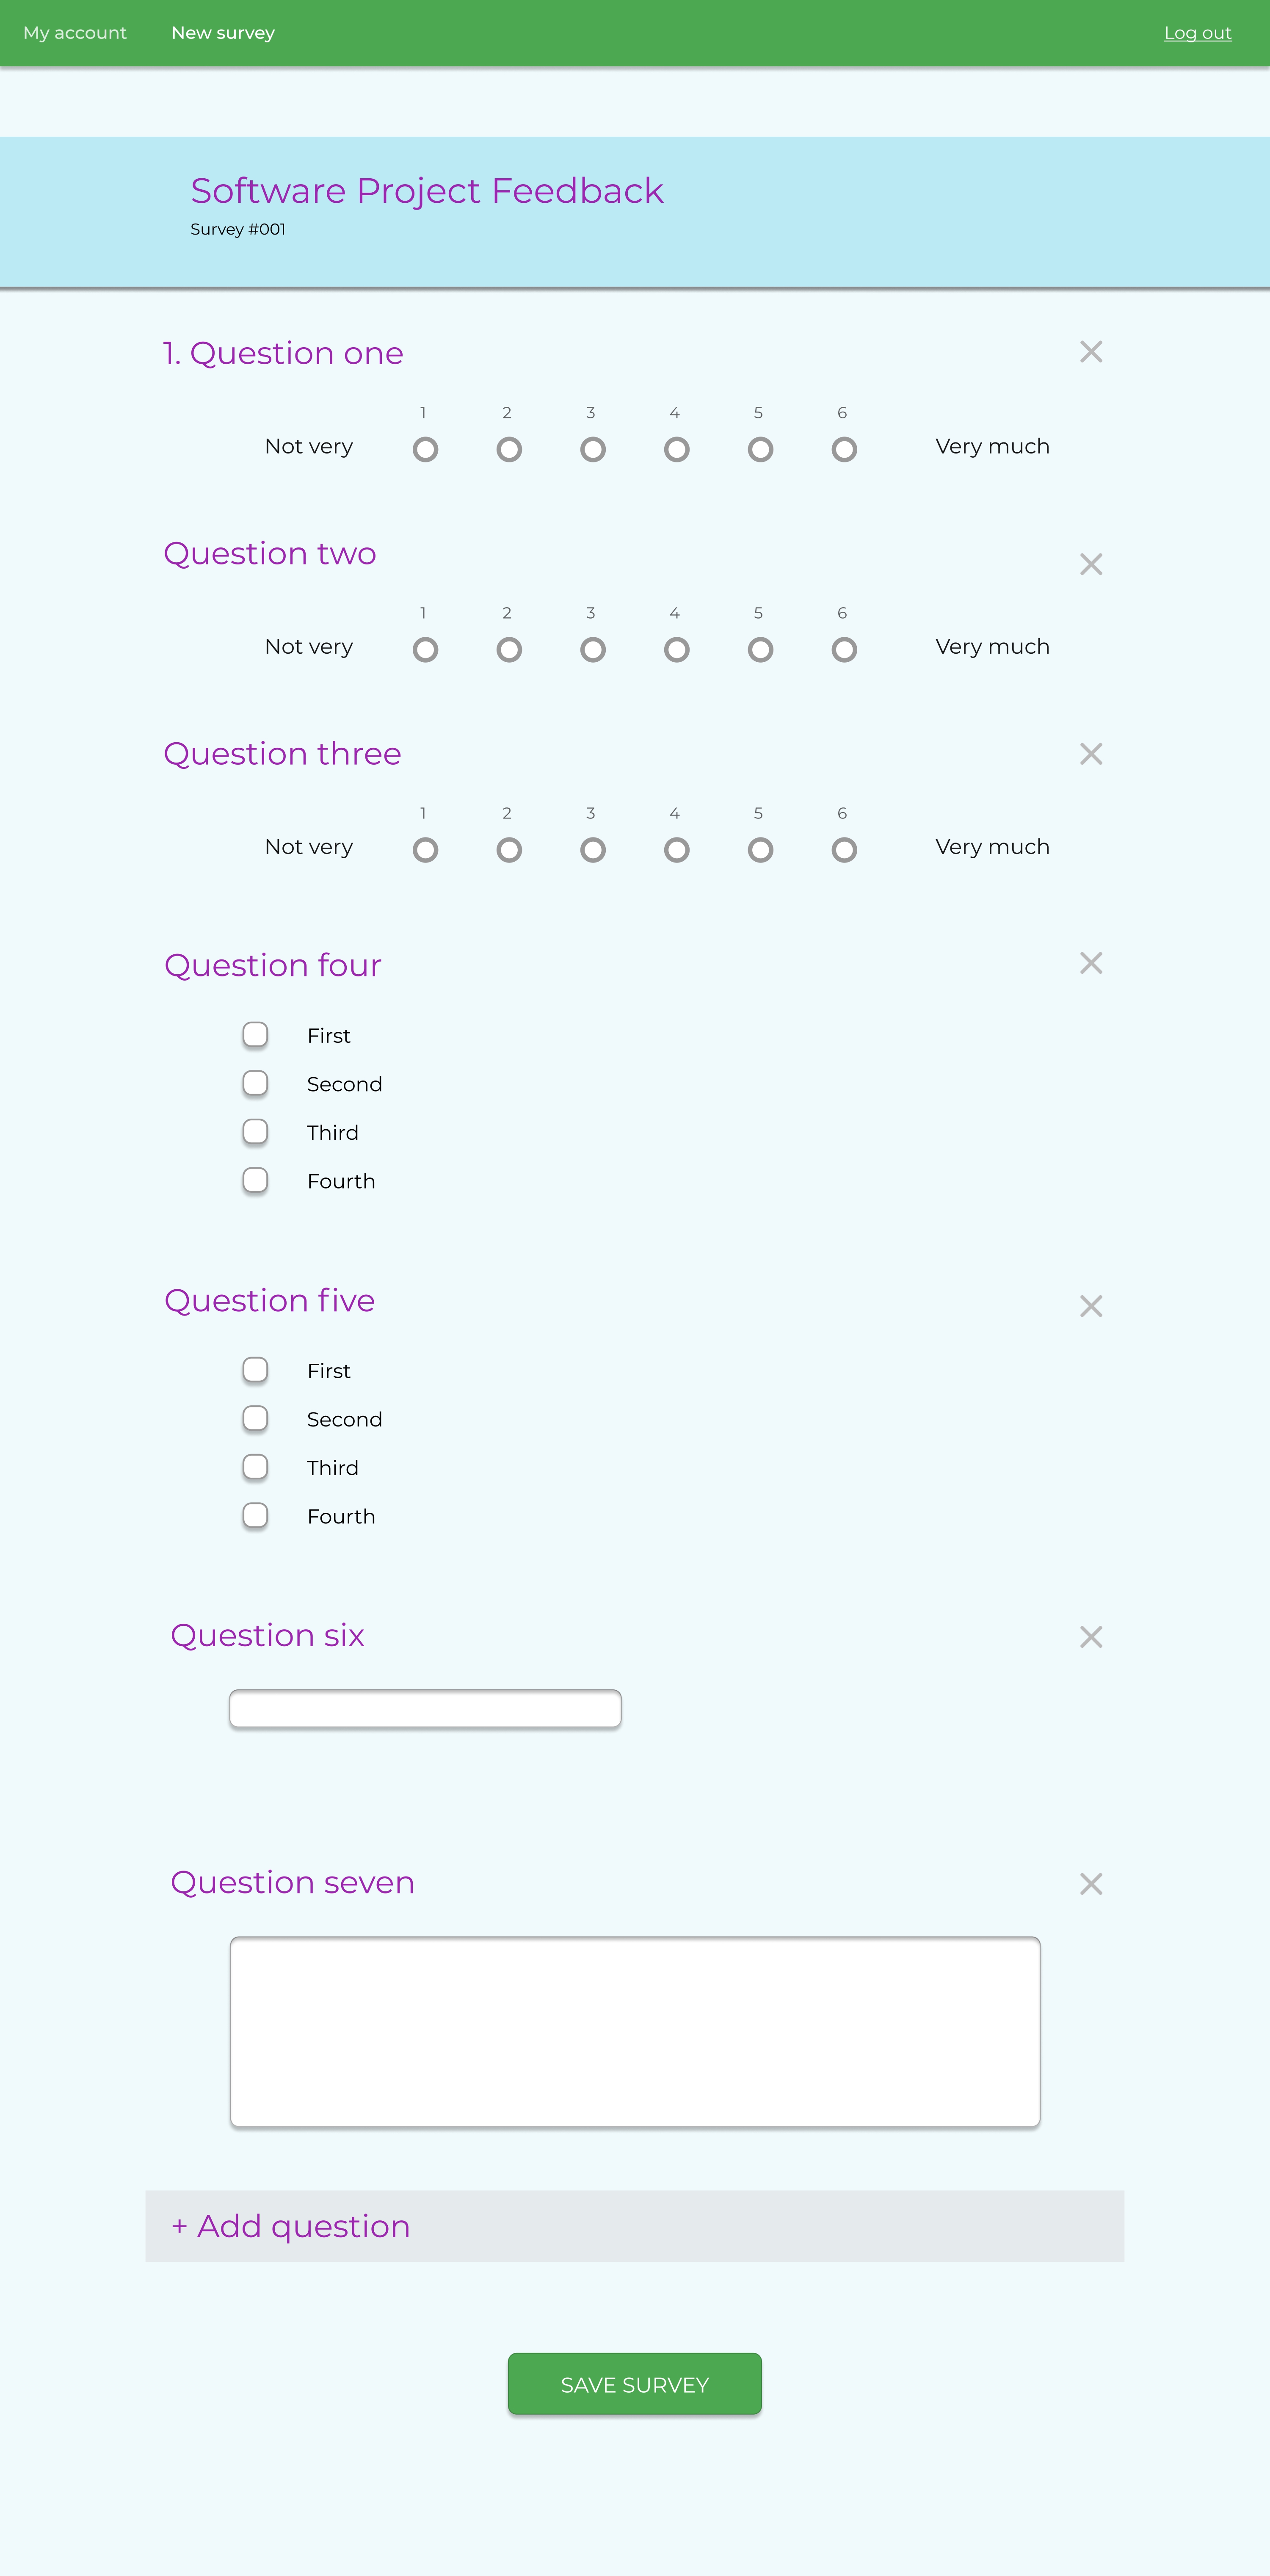 My account New survey Log out
Software Project Feedback
Survey #001
1. Question one
1 2 3 4 5 6
Not very Very much
Question two
1 2 3 4 5 6
Not very Very much
Question three
1 2 3 4 5 6
Not very Very much
Question four
First
Second
Third
Fourth
Question five
First
Second
Third
Fourth
Question six
Question seven
+ Add question
SAVE SURVEY